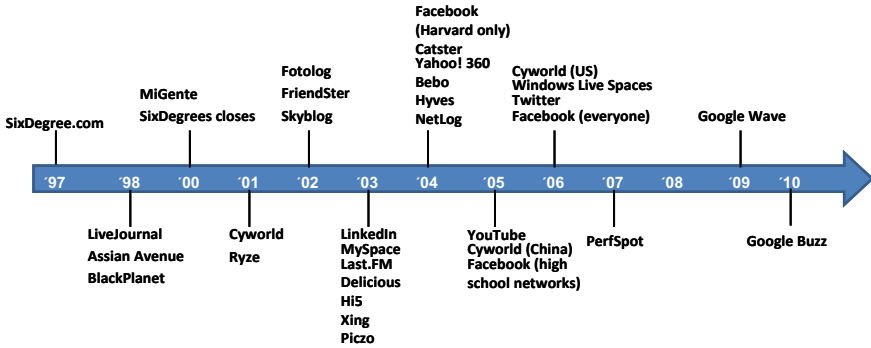 Facebook
(Harvard only)
Catster
Yahoo! 360
Bebo
Hyves
NetLog
Cyworld (US)
Windows Live Spaces
Twitter
Facebook (everyone)
Fotolog
FriendSter
Skyblog
MiGente
SixDegrees closes
SixDegree.com
Google Wave
´97 ´98 ´00 ´01 ´02 ´03 ´04 ´05 ´06 ´07 ´08 ´09 ´10
LiveJournal
Assian Avenue
BlackPlanet
Cyworld
Ryze
LinkedIn
MySpace
Last.FM
Delicious
Hi5
Xing
Piczo
YouTube
Cyworld (China)
Facebook (high
school networks)
PerfSpot
Google Buzz